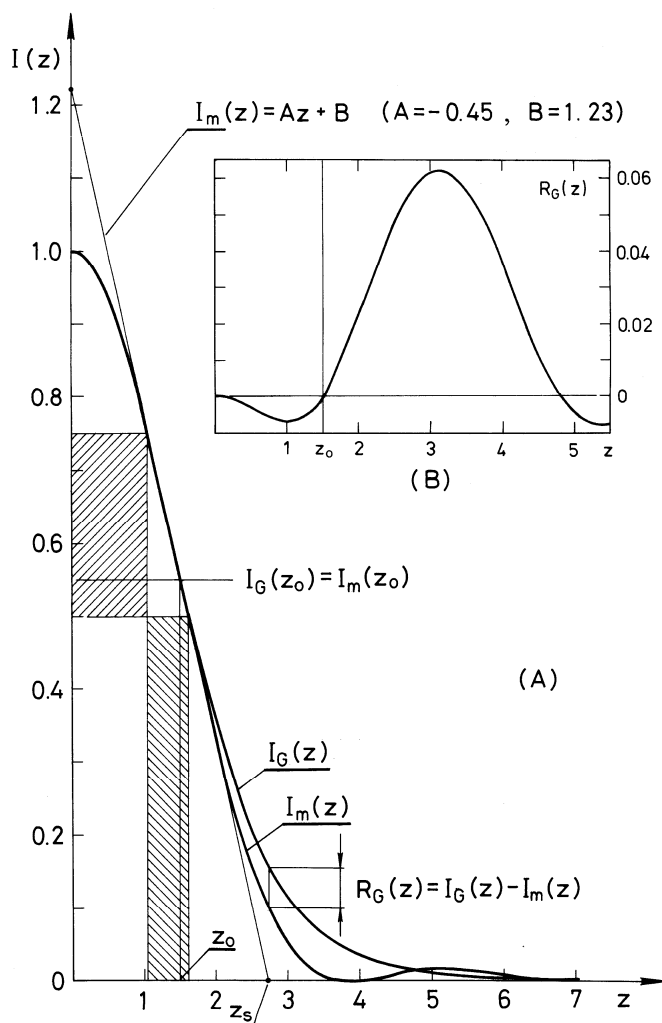 I(z)
1.2
I_m(z)=Az+B (A=-0.45, B=1.23)
0.06
R_G(z)
0.04
0.02
0
1 z_o 2 3 4 5 z
(B)
1.0
0.8
0.6
I_G(z_o)=I_m(z_o)
(A)
0.4
I_G(z)
I_m(z)
0.2
R_G(z)=I_G(z)-I_m(z)
z_o
0
1 2 3 4 5 6 7 z
z_s